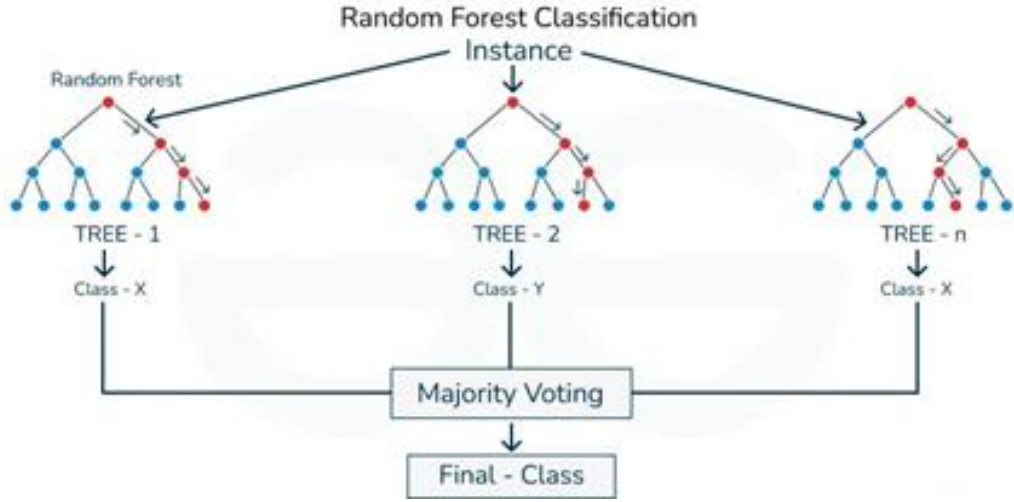 Random Forest Classification
Instance
Random Forest
TREE - 1
TREE - 2
TREE - n
Class - X
Class - Y
Class - X
Majority Voting
Final - Class